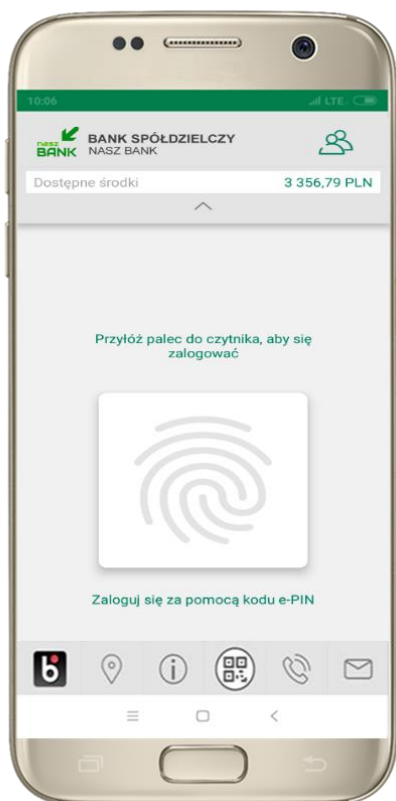 10:06
LTE
nasz
BANK
BANK SPÓŁDZIELCZY
NASZ BANK
Dostępne środki
3 356,79 PLN
Przyłóż palec do czytnika, aby się
zalogować
Zaloguj się za pomocą kodu e-PIN
b
i